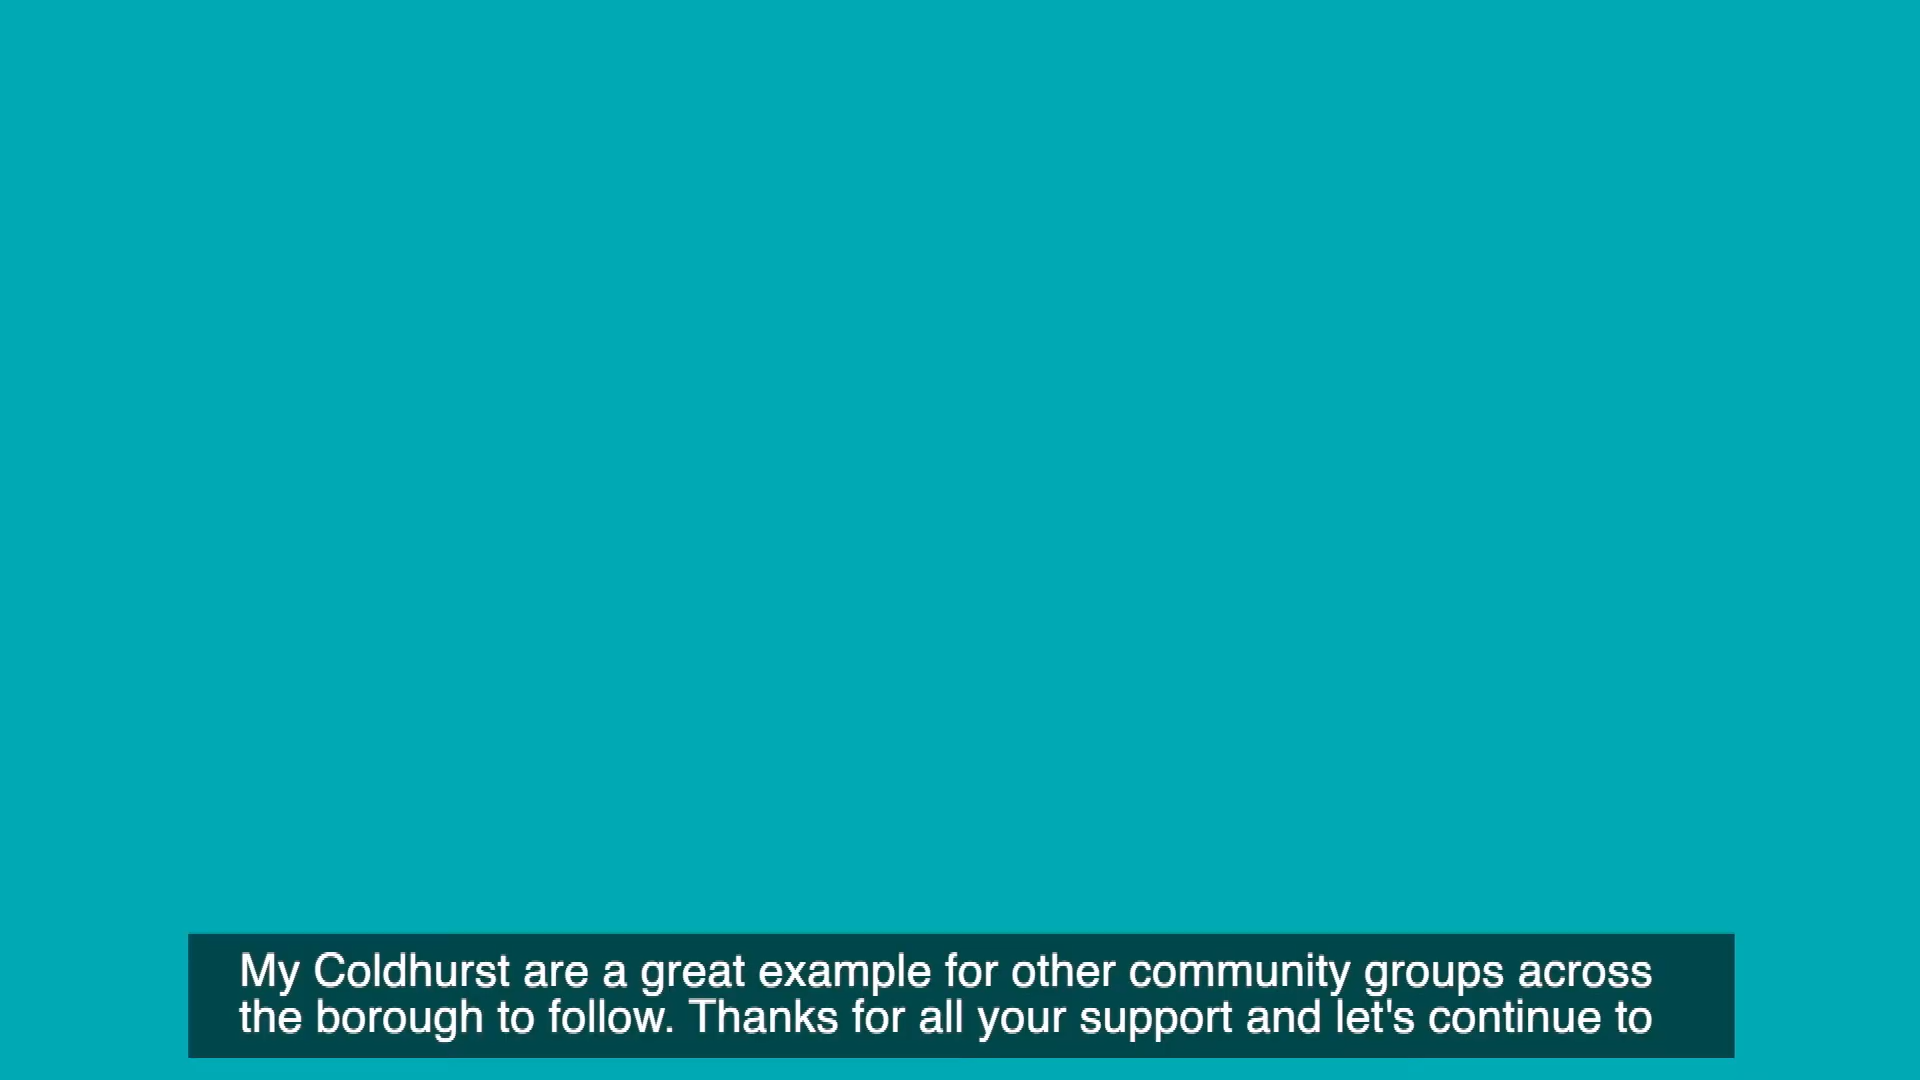 My Coldhurst are a great example for other community groups across
the borough to follow. Thanks for all your support and let's continue to